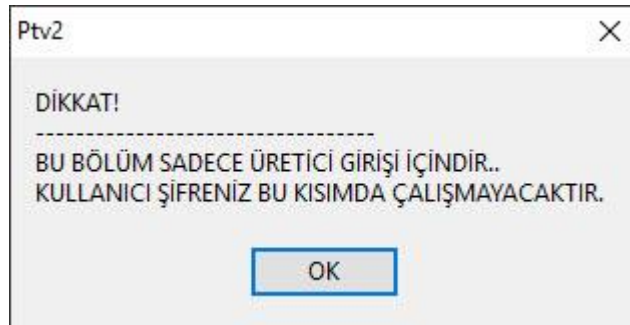 Ptv2
DİKKAT!
----------------------------------
BU BÖLÜM SADECE ÜRETİCİ GİRİŞİ İÇİNDİR..
KULLANICI ŞİFRENİZ BU KISIMDA ÇALIŞMAYACAKTIR.
OK